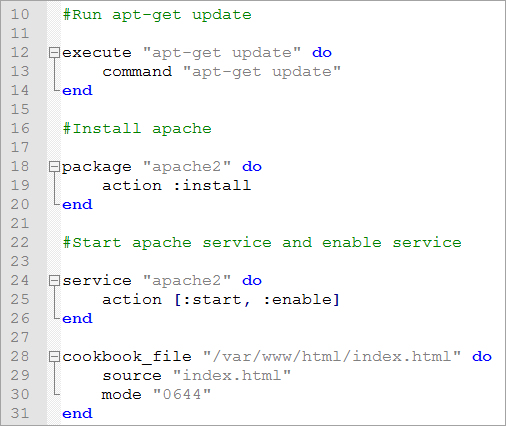 10 #Run apt-get update
11
12 execute "apt-get update" do
13     command "apt-get update"
14 end
15
16 #Install apache
17
18 package "apache2" do
19     action :install
20 end
21
22 #Start apache service and enable service
23
24 service "apache2" do
25     action [:start, :enable]
26 end
27
28 cookbook_file "/var/www/html/index.html" do
29     source "index.html"
30     mode "0644"
31 end